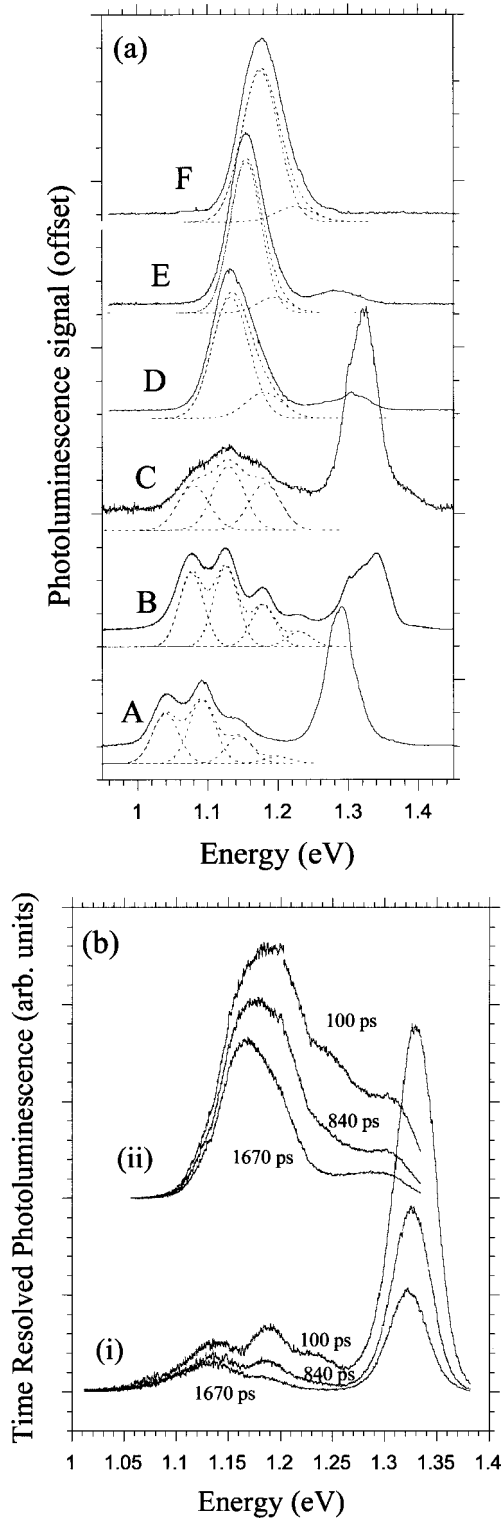 (a)
Photoluminescence signal (offset)
F
E
D
C
B
A
1 1.1 1.2 1.3 1.4
Energy (eV)
(b)
Time Resolved Photoluminescence (arb. units)
100 ps
840 ps
1670 ps
(ii)
100 ps
(i)
840 ps
1670 ps
1 1.05 1.1 1.15 1.2 1.25 1.3 1.35 1.4
Energy (eV)